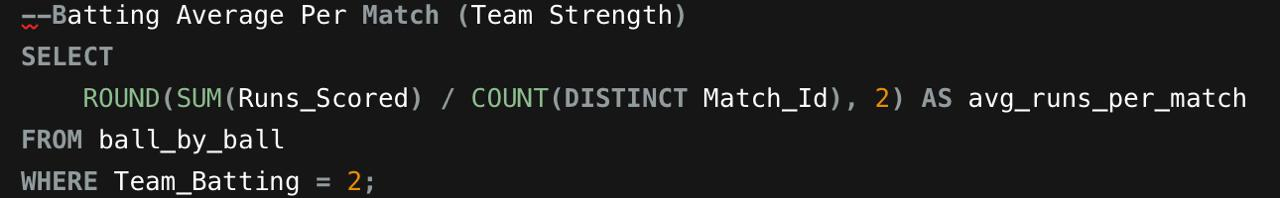 --Batting Average Per Match (Team Strength)
SELECT
    ROUND(SUM(Runs_Scored) / COUNT(DISTINCT Match_Id), 2) AS avg_runs_per_match
FROM ball_by_ball
WHERE Team_Batting = 2;